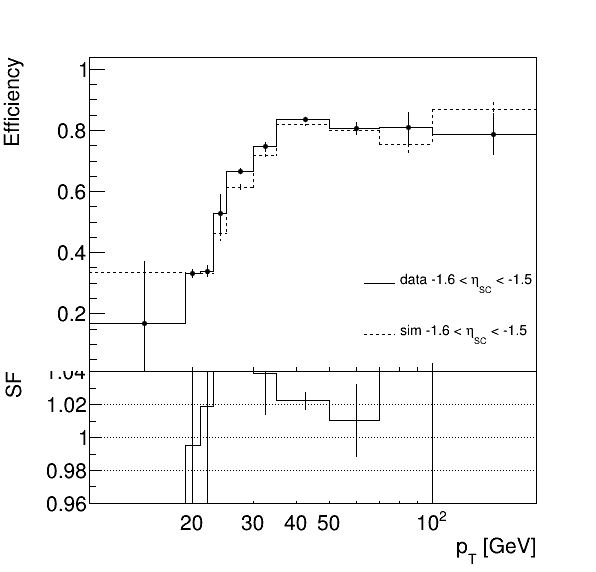 Efficiency
1
0.8
0.6
0.4
0.2
data -1.6 < η_SC < -1.5
sim -1.6 < η_SC < -1.5
SF
1.04
1.02
1
0.98
0.96
20 30 40 50 10²
p_T [GeV]